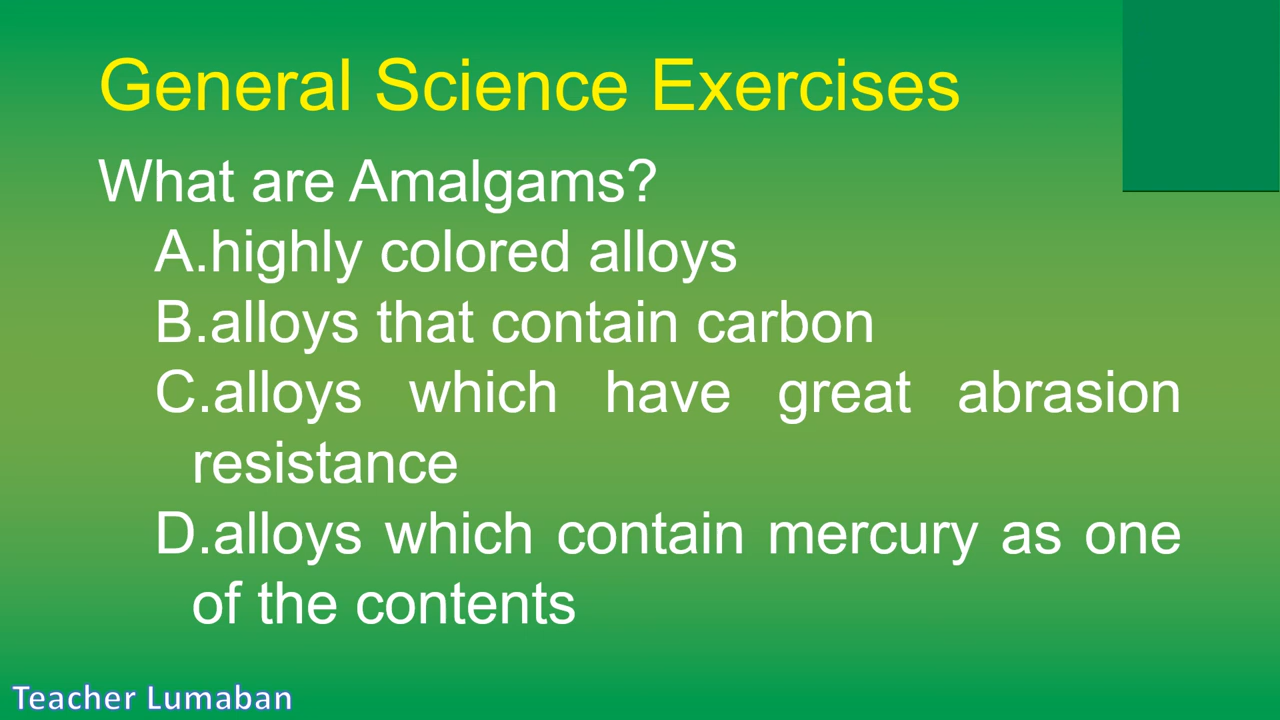 General Science Exercises
What are Amalgams?
A.highly colored alloys
B.alloys that contain carbon
C.alloys which have great abrasion
resistance
D.alloys which contain mercury as one
of the contents
Teacher Lumaban